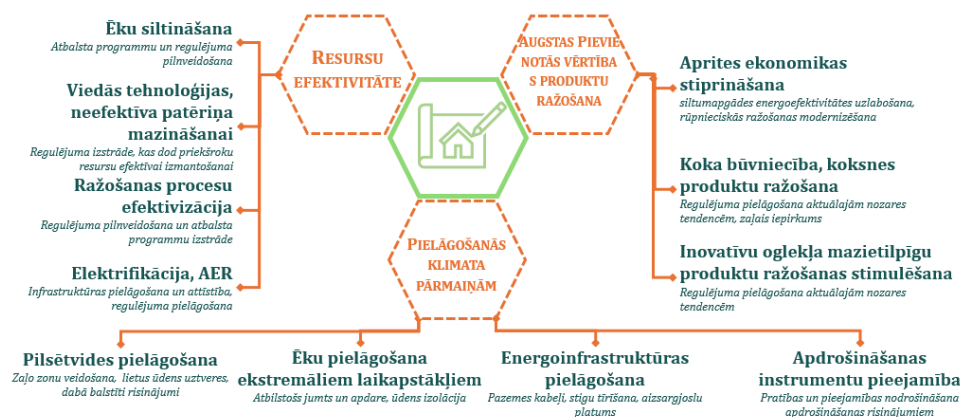 Ēku siltināšana
Atbalsta programmu un regulējuma
pilnveidošana
Viedās tehnoloģijas,
neefektīva patēriņa
mazināšanai
Regulējuma izstrāde, kas dod priekšroku
resursu efektīvai izmantošanai
Ražošanas procesu
efektivizācija
Regulējuma pilnveidošana un atbalsta
programmu izstrāde
Elektrifikācija, AER
Infrastruktūras pielāgošana un attīstība,
regulējuma pielāgošana
RESURSU
EFEKTIVITĀTE
AUGSTAS PIEVIE
NOTĀS VĒRTĪBA
S PRODUKTU
RAŽOŠANA
Aprites ekonomikas
stiprināšana
siltumapgādes energoefektivitātes uzlabošana,
rūpnieciskās ražošanas modernizēšana
Koka būvniecība, koksnes
produktu ražošana
Regulējuma pielāgošana aktuālajām nozares
tendencēm, zaļais iepirkums
Inovatīvu oglekļa mazietilpīgu
produktu ražošanas stimulēšana
Regulējuma pielāgošana aktuālajām nozares
tendencēm
PIELĀGOŠANĀS
KLIMATA
PĀRMAIŅĀM
Pilsētvides pielāgošana
Zaļo zonu veidošana, lietus ūdens uztveres,
dabā balstīti risinājumi
Ēku pielāgošana
ekstremāliem laikapstākļiem
Atbilstošs jumts un apdare, ūdens izolācija
Energoinfrastruktūras
pielāgošana
Pazemes kabeļi, stigu tīrīšana, aizsargjoslu
platums
Apdrošināšanas
instrumentu pieejamība
Pratības un pieejamības nodrošināšana
apdrošināšanas risinājumiem